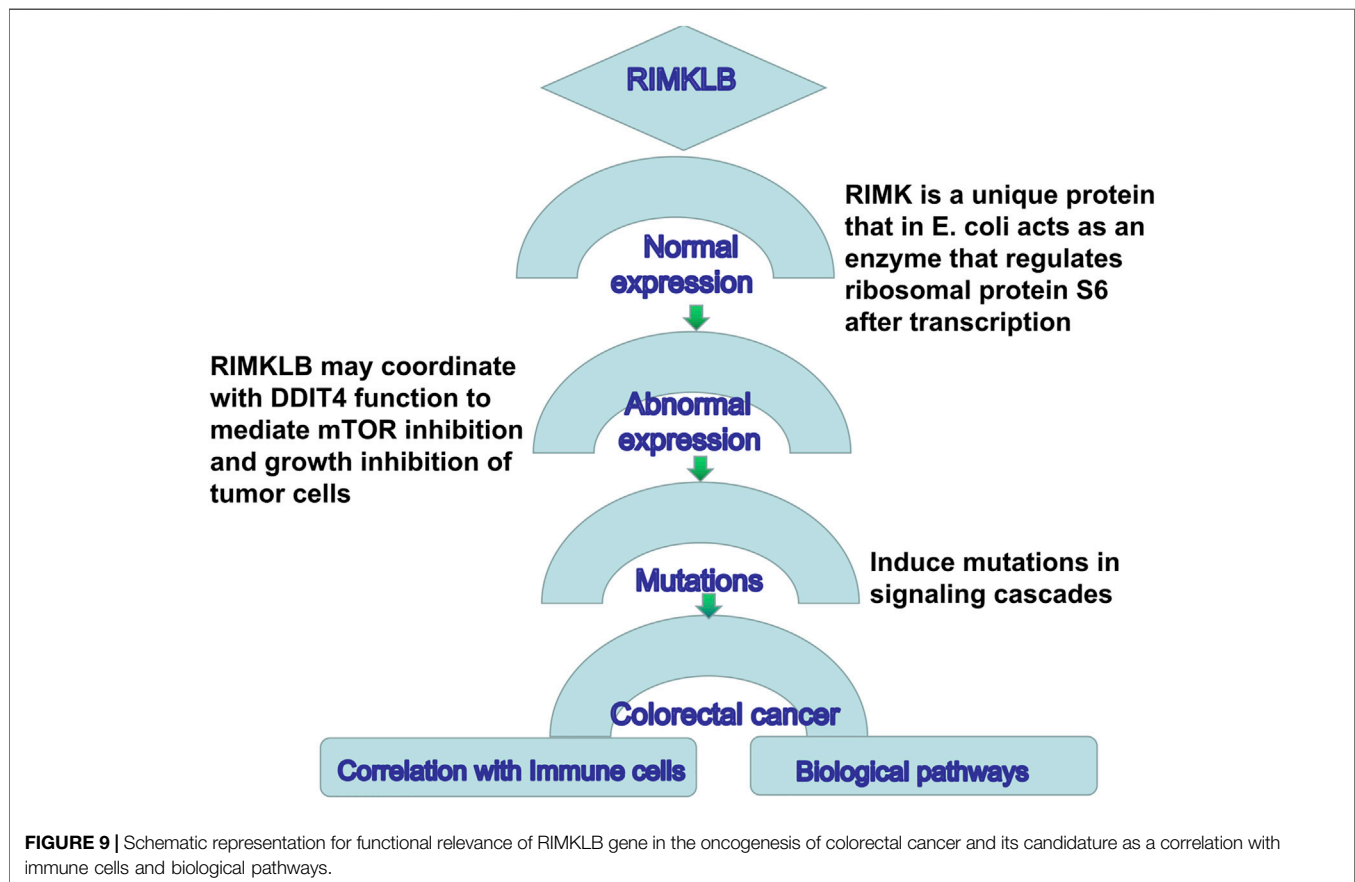 RIMKLB
Normal
expression
RIMK is a unique protein
that in E. coli acts as an
enzyme that regulates
ribosomal protein S6
after transcription
RIMKLB may coordinate
with DDIT4 function to
mediate mTOR inhibition
and growth inhibition of
tumor cells
Abnormal
expression
Mutations
Induce mutations in
signaling cascades
Colorectal cancer
Correlation with Immune cells
Biological pathways
FIGURE 9 | Schematic representation for functional relevance of RIMKLB gene in the oncogenesis of colorectal cancer and its candidature as a correlation with
immune cells and biological pathways.